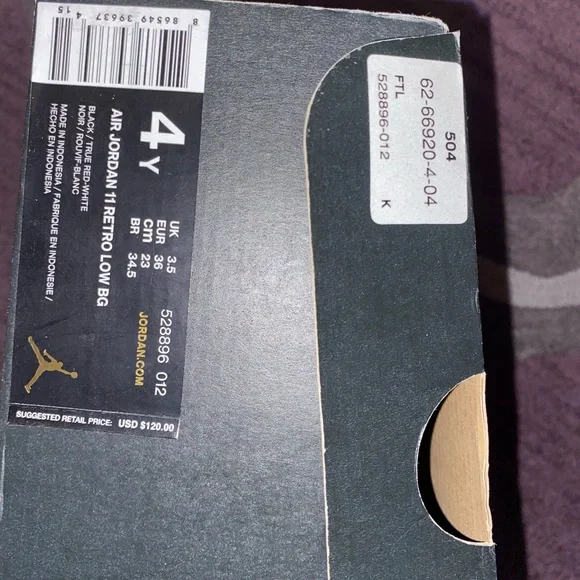 8 86549 39637 4 15
4Y
AIR JORDAN 11 RETRO LOW BG
BLACK/TRUE RED-WHITE
NOIR/ROUVIF-BLANC
MADE IN INDONESIA / FABRIQUE EN INDONESIE /
HECHO EN INDONESIA
UK 3.5
EUR 36
cm 23
BR 34.5
528896 012
JORDAN.COM
SUGGESTED RETAIL PRICE: USD $120.00
504
62-66920-4-04
FTL
528896-012 K